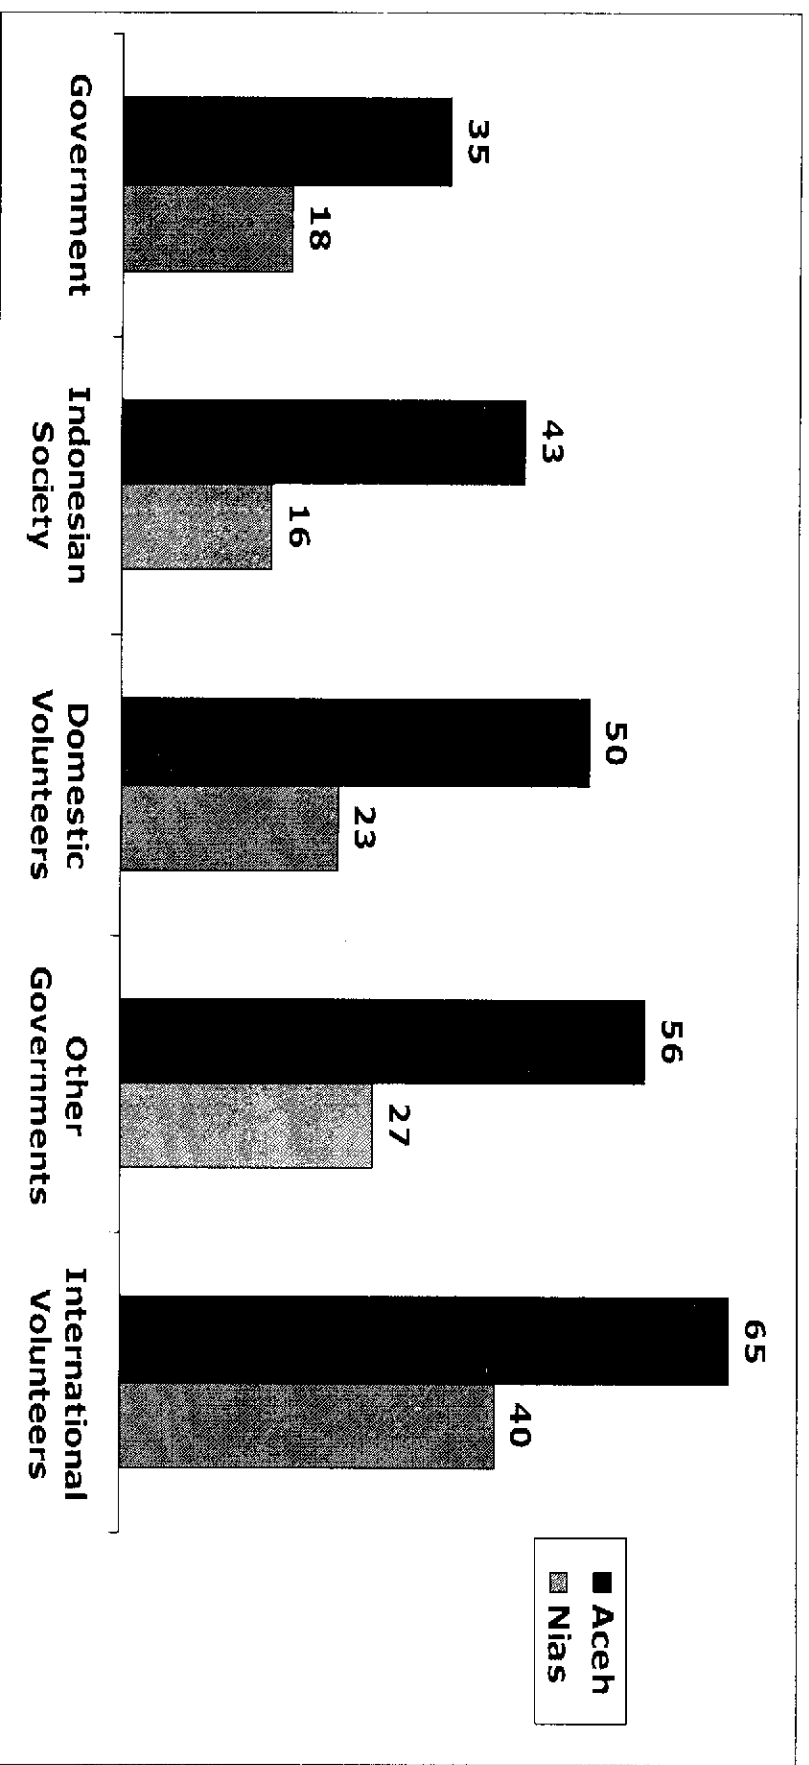 35
18
43
16
50
23
56
27
65
40
Government
Indonesian
Society
Domestic
Volunteers
Other
Governments
International
Volunteers
Aceh
Nias